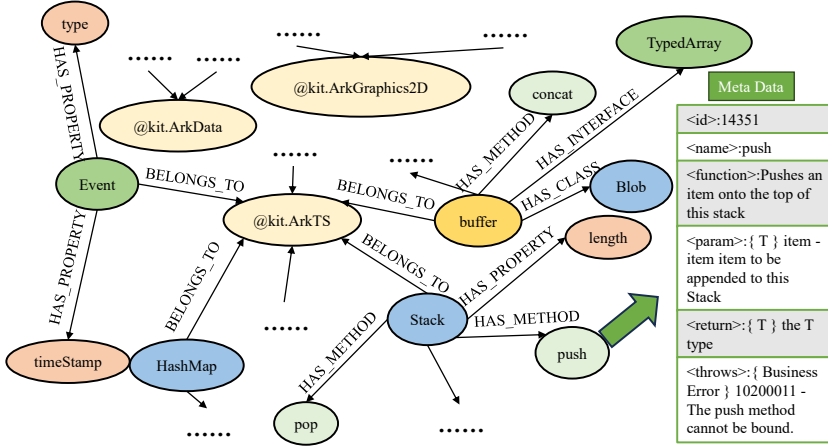 type
......
......
......
......
TypedArray
@kit.ArkGraphics2D
concat
Meta Data
HAS_PROPERTY
@kit.ArkData
HAS_METHOD
HAS_INTERFACE
<id>:14351
<name>:push
......
......
Event
BELONGS_TO
BELONGS_TO
HAS_CLASS
Blob
<function>:Pushes an
item onto the top of
this stack
@kit.ArkTS
buffer
length
HAS_PROPERTY
BELONGS_TO
BELONGS_TO
HAS_PROPERTY
<param>:{ T } item -
item item to be
appended to this
Stack
......
Stack
HAS_METHOD
<return>:{ T } the T
type
timeStamp
HashMap
HAS_METHOD
push
<throws>:{ Business
Error } 10200011 -
The push method
cannot be bound.
......
pop
......